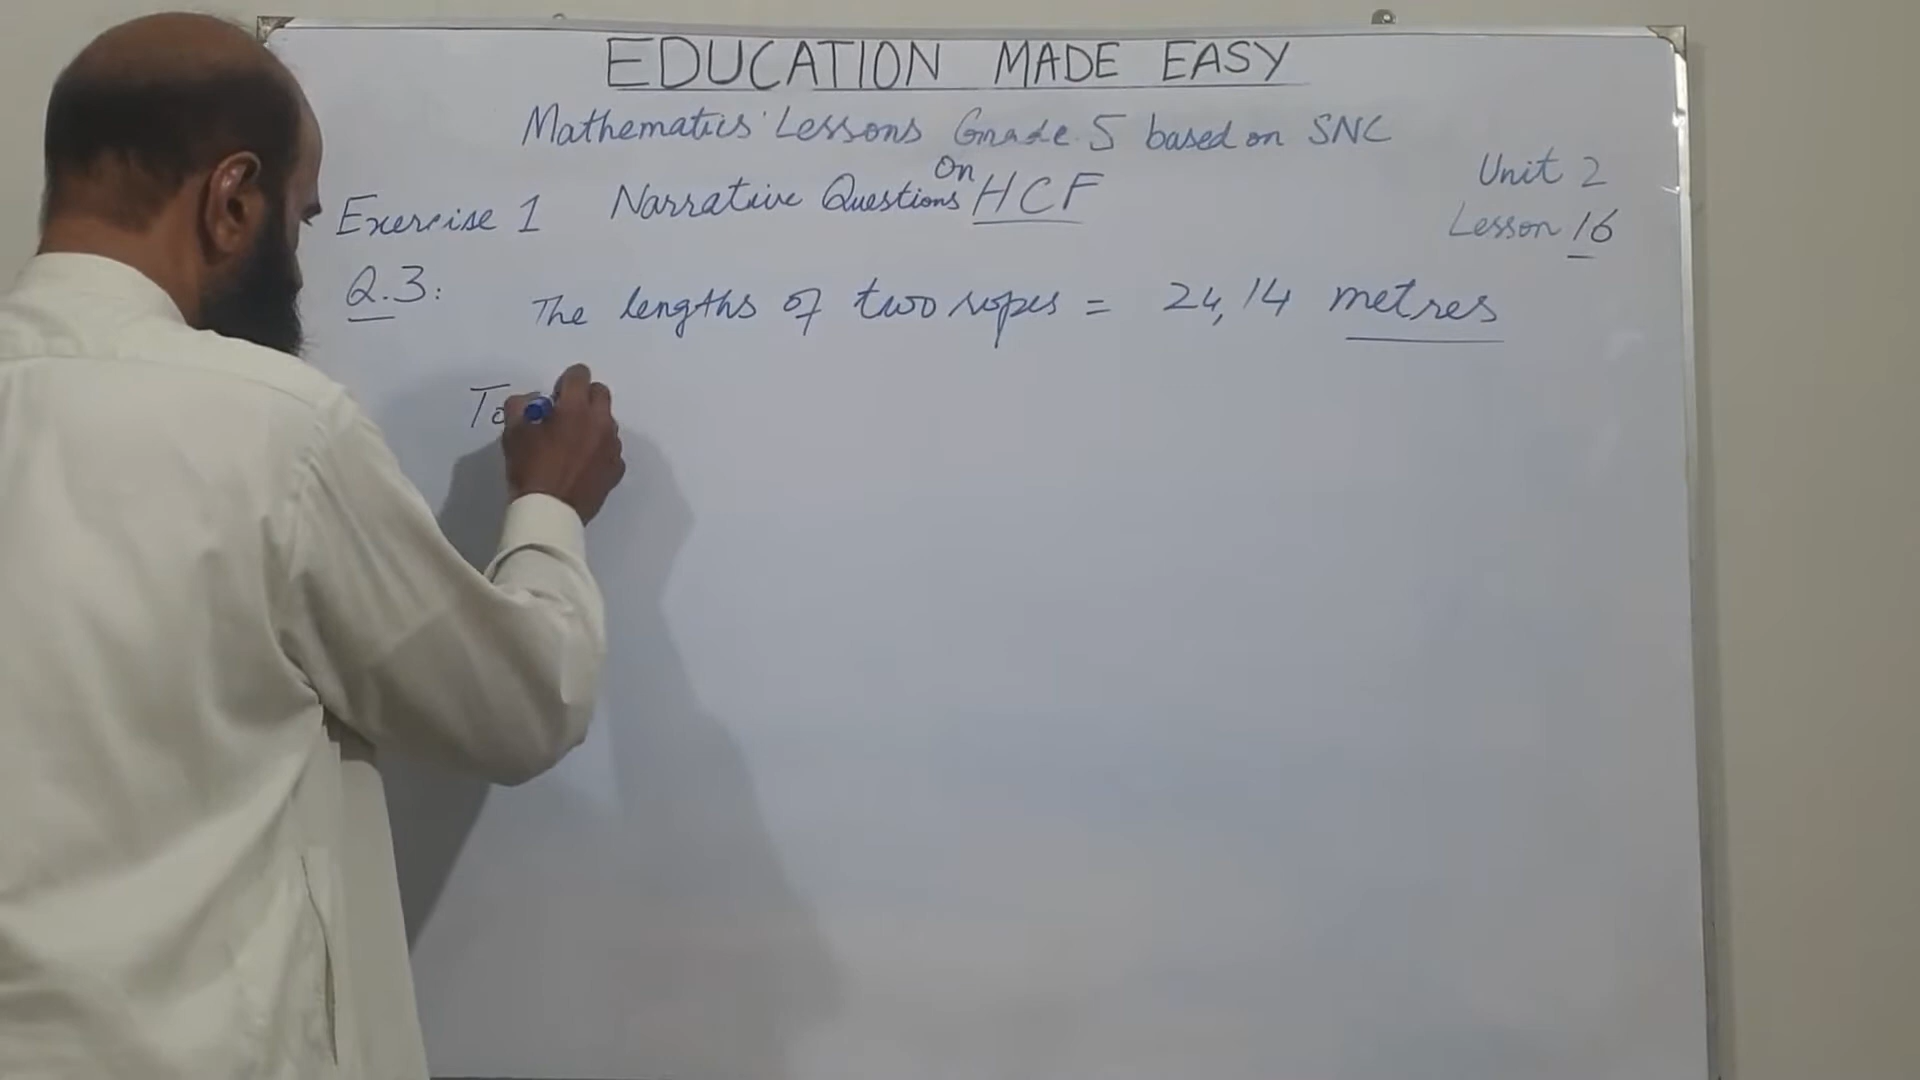 EDUCATION MADE EASY
Mathematics Lessons Grade 5 based on SNC
Exercise 1 Narrative Questions On HCF
Unit 2
Lesson 16
Q.3: The lengths of two ropes = 24, 14 metres
To